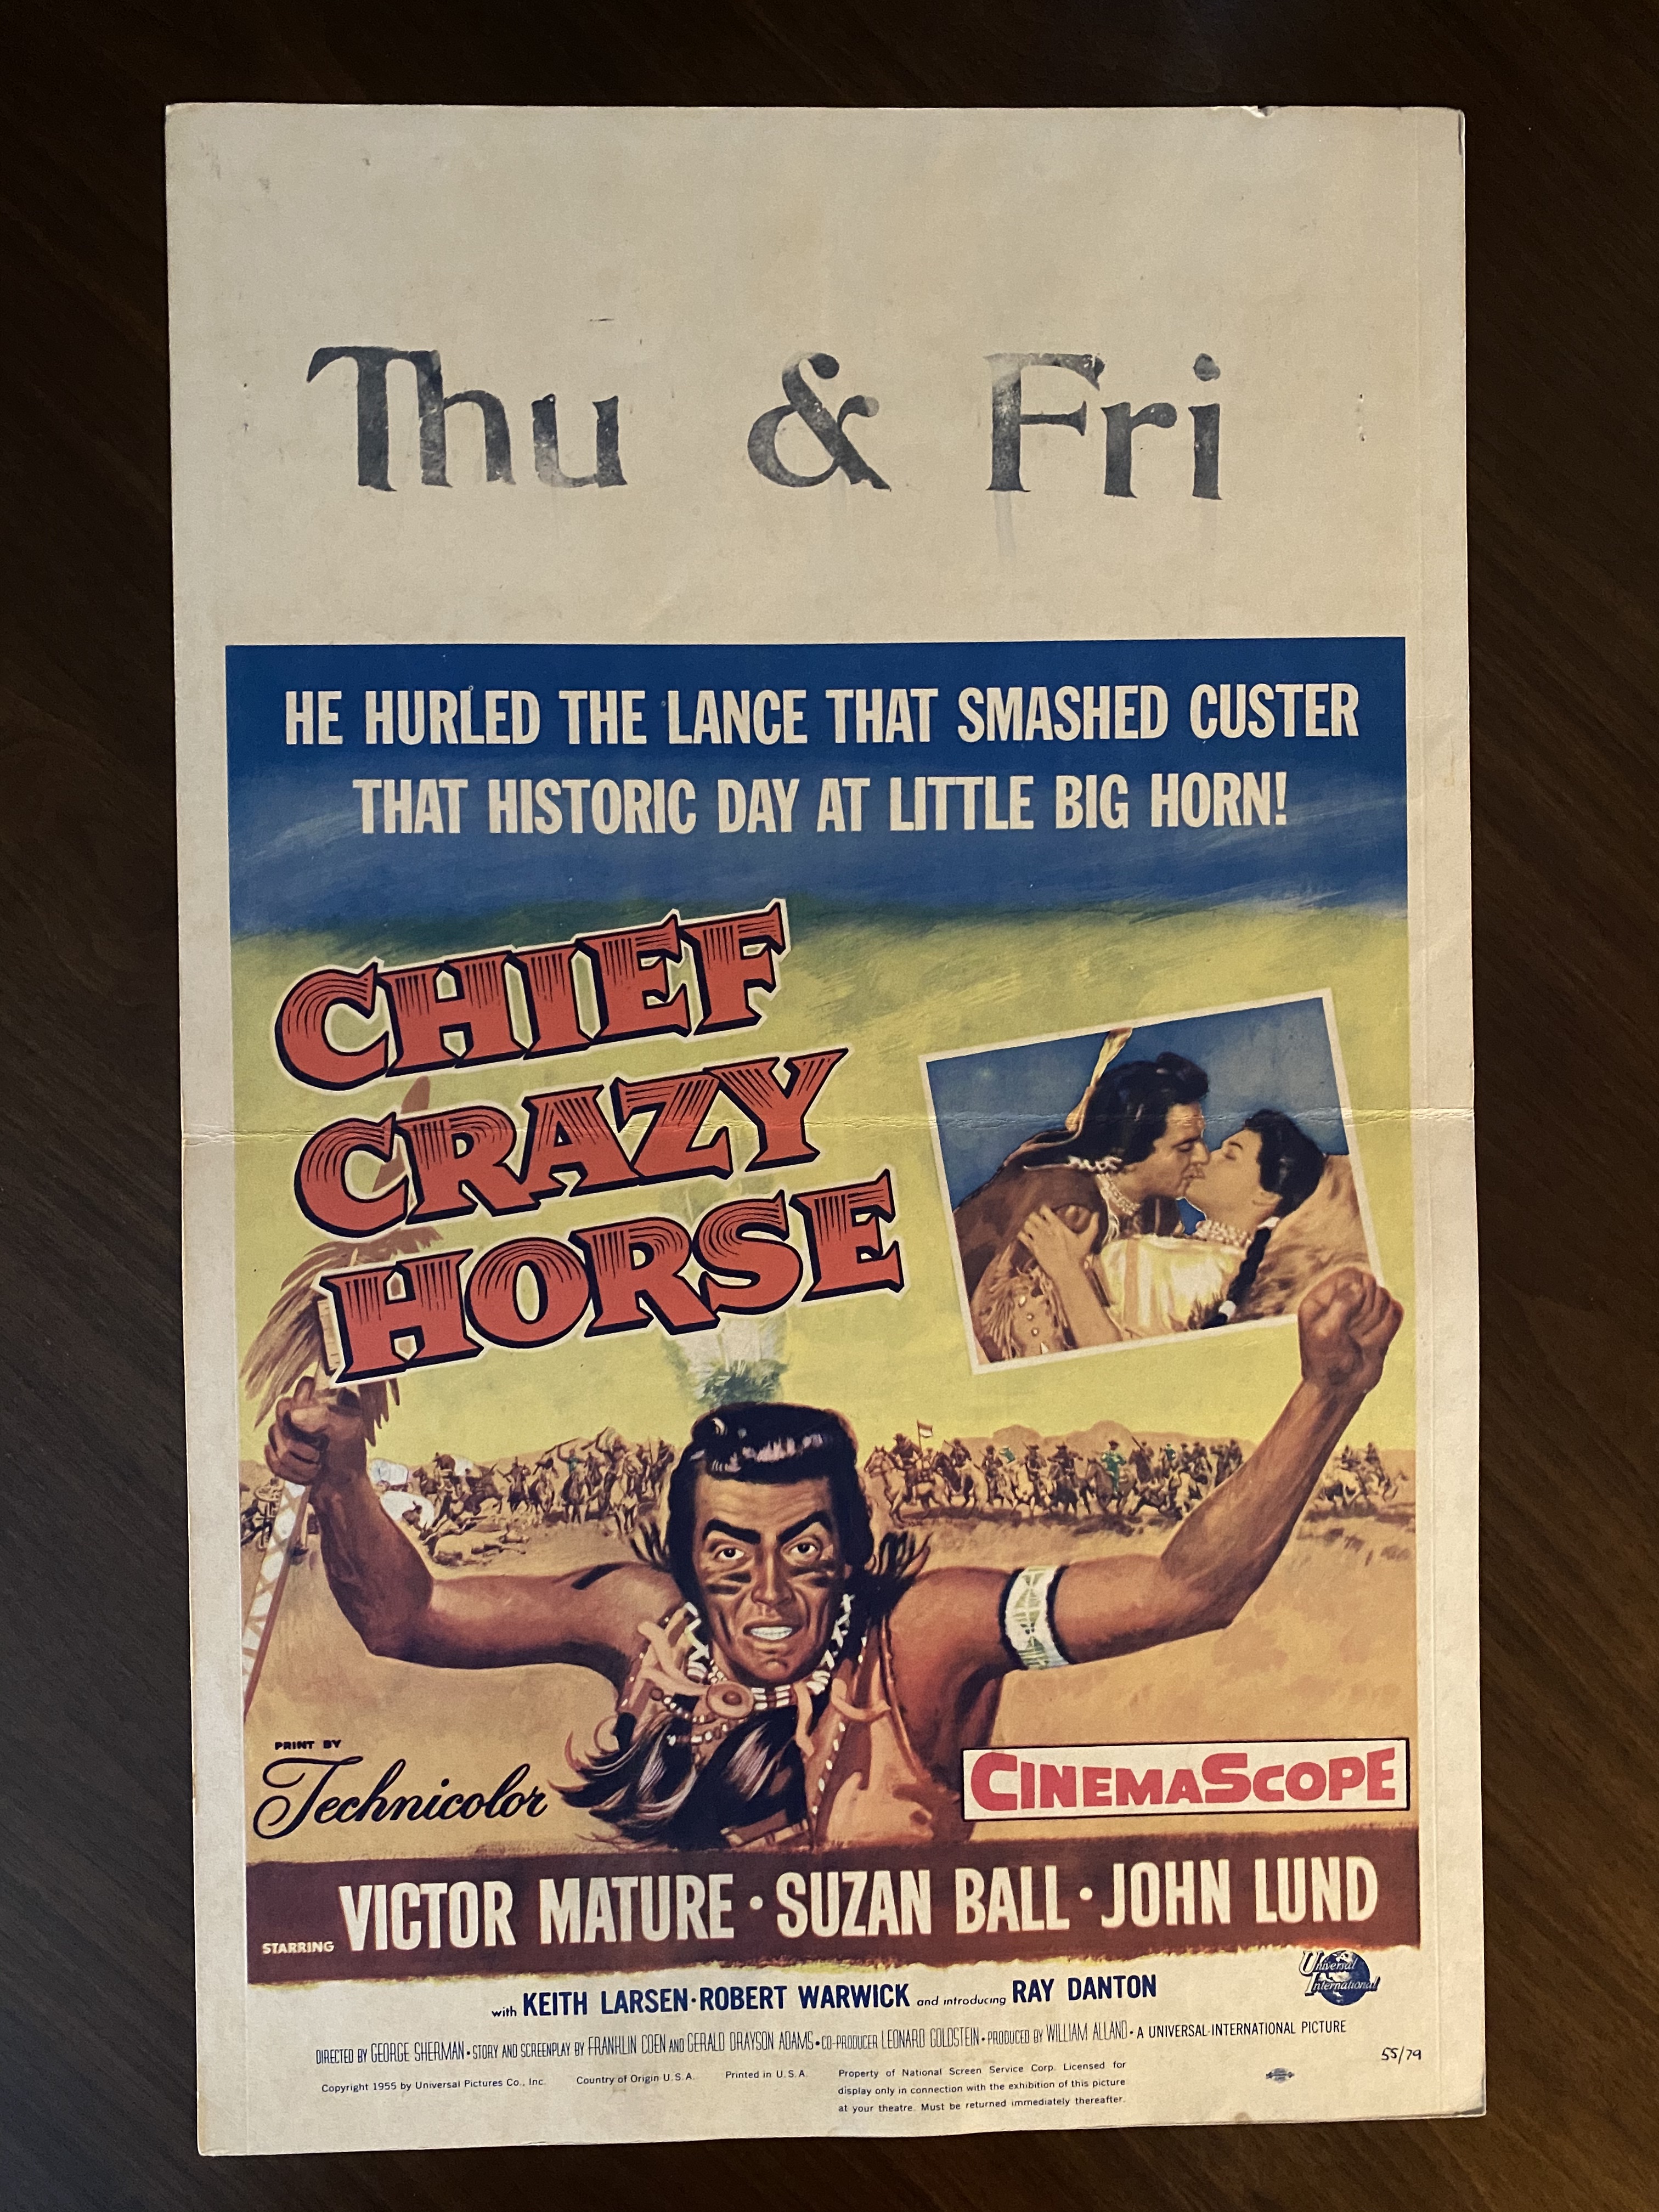 Thu & Fri
HE HURLED THE LANCE THAT SMASHED CUSTER
THAT HISTORIC DAY AT LITTLE BIG HORN!
CHIEF
CRAZY
HORSE
PRINT BY
Technicolor
CINEMASCOPE
STARRING VICTOR MATURE · SUZAN BALL · JOHN LUND
with KEITH LARSEN · ROBERT WARWICK and introducing RAY DANTON
Universal
International
DIRECTED BY GEORGE SHERMAN · STORY AND SCREENPLAY BY FRANKLIN COEN AND GERALD DRAYSON ADAMS · CO-PRODUCER LEONARD GOLDSTEIN · PRODUCED BY WILLIAM ALLAND · A UNIVERSAL-INTERNATIONAL PICTURE
55/79
Copyright 1955 by Universal Pictures Co., Inc. Country of Origin U.S.A. Printed in U.S.A.
Property of National Screen Service Corp. Licensed for
display only in connection with the exhibition of this picture
at your theatre. Must be returned immediately thereafter.